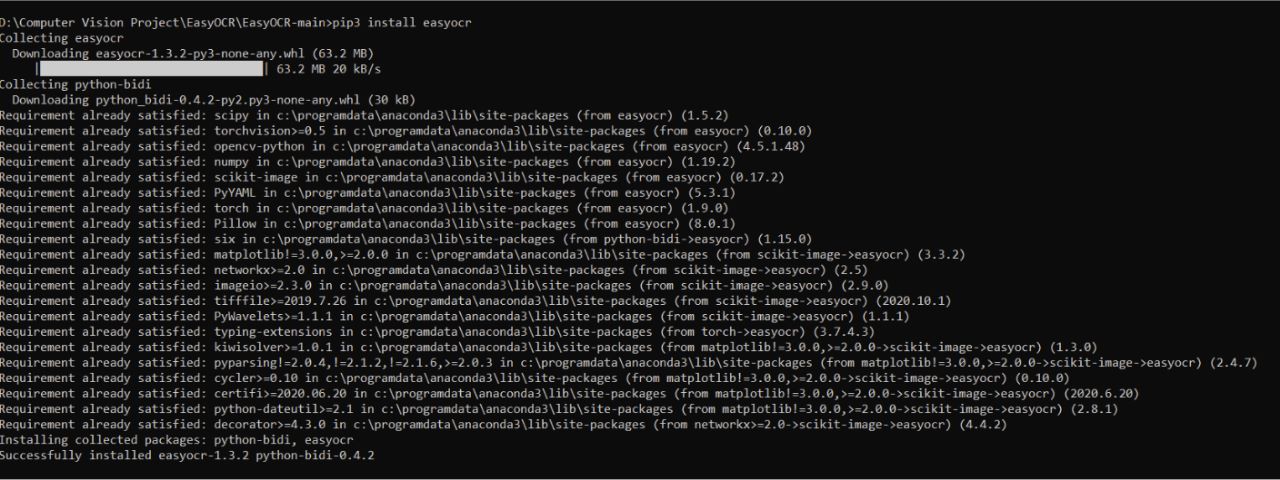 D:\Computer Vision Project\EasyOCR\EasyOCR-main>pip3 install easyocr
Collecting easyocr
  Downloading easyocr-1.3.2-py3-none-any.whl (63.2 MB)
     |████████████████████████████████| 63.2 MB 20 kB/s
Collecting python-bidi
  Downloading python_bidi-0.4.2-py2.py3-none-any.whl (30 kB)
Requirement already satisfied: scipy in c:\programdata\anaconda3\lib\site-packages (from easyocr) (1.5.2)
Requirement already satisfied: torchvision>=0.5 in c:\programdata\anaconda3\lib\site-packages (from easyocr) (0.10.0)
Requirement already satisfied: opencv-python in c:\programdata\anaconda3\lib\site-packages (from easyocr) (4.5.1.48)
Requirement already satisfied: numpy in c:\programdata\anaconda3\lib\site-packages (from easyocr) (1.19.2)
Requirement already satisfied: scikit-image in c:\programdata\anaconda3\lib\site-packages (from easyocr) (0.17.2)
Requirement already satisfied: PyYAML in c:\programdata\anaconda3\lib\site-packages (from easyocr) (5.3.1)
Requirement already satisfied: torch in c:\programdata\anaconda3\lib\site-packages (from easyocr) (1.9.0)
Requirement already satisfied: Pillow in c:\programdata\anaconda3\lib\site-packages (from easyocr) (8.0.1)
Requirement already satisfied: six in c:\programdata\anaconda3\lib\site-packages (from python-bidi->easyocr) (1.15.0)
Requirement already satisfied: matplotlib!=3.0.0,>=2.0.0 in c:\programdata\anaconda3\lib\site-packages (from scikit-image->easyocr) (3.3.2)
Requirement already satisfied: networkx>=2.0 in c:\programdata\anaconda3\lib\site-packages (from scikit-image->easyocr) (2.5)
Requirement already satisfied: imageio>=2.3.0 in c:\programdata\anaconda3\lib\site-packages (from scikit-image->easyocr) (2.9.0)
Requirement already satisfied: tifffile>=2019.7.26 in c:\programdata\anaconda3\lib\site-packages (from scikit-image->easyocr) (2020.10.1)
Requirement already satisfied: PyWavelets>=1.1.1 in c:\programdata\anaconda3\lib\site-packages (from scikit-image->easyocr) (1.1.1)
Requirement already satisfied: typing-extensions in c:\programdata\anaconda3\lib\site-packages (from torch->easyocr) (3.7.4.3)
Requirement already satisfied: kiwisolver>=1.0.1 in c:\programdata\anaconda3\lib\site-packages (from matplotlib!=3.0.0,>=2.0.0->scikit-image->easyocr) (1.3.0)
Requirement already satisfied: pyparsing!=2.0.4,!=2.1.2,!=2.1.6,>=2.0.3 in c:\programdata\anaconda3\lib\site-packages (from matplotlib!=3.0.0,>=2.0.0->scikit-image->easyocr) (2.4.7)
Requirement already satisfied: cycler>=0.10 in c:\programdata\anaconda3\lib\site-packages (from matplotlib!=3.0.0,>=2.0.0->scikit-image->easyocr) (0.10.0)
Requirement already satisfied: certifi>=2020.06.20 in c:\programdata\anaconda3\lib\site-packages (from matplotlib!=3.0.0,>=2.0.0->scikit-image->easyocr) (2020.6.20)
Requirement already satisfied: python-dateutil>=2.1 in c:\programdata\anaconda3\lib\site-packages (from matplotlib!=3.0.0,>=2.0.0->scikit-image->easyocr) (2.8.1)
Requirement already satisfied: decorator>=4.3.0 in c:\programdata\anaconda3\lib\site-packages (from networkx>=2.0->scikit-image->easyocr) (4.4.2)
Installing collected packages: python-bidi, easyocr
Successfully installed easyocr-1.3.2 python-bidi-0.4.2